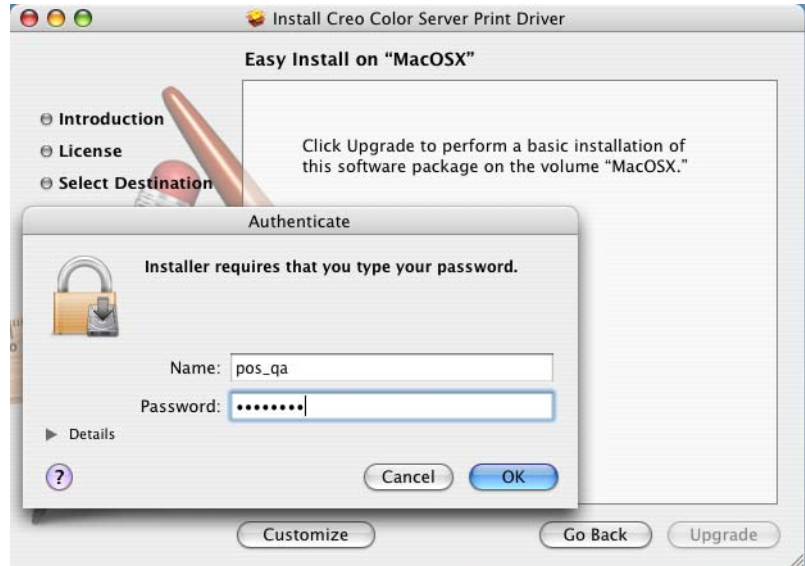 Install Creo Color Server Print Driver
Easy Install on “MacOSX”
Introduction
License
Select Destination
Click Upgrade to perform a basic installation of
this software package on the volume “MacOSX.”
Authenticate
Installer requires that you type your password.
Name: pos_qa
Password: ••••••••
Details
?
Cancel
OK
Customize
Go Back
Upgrade